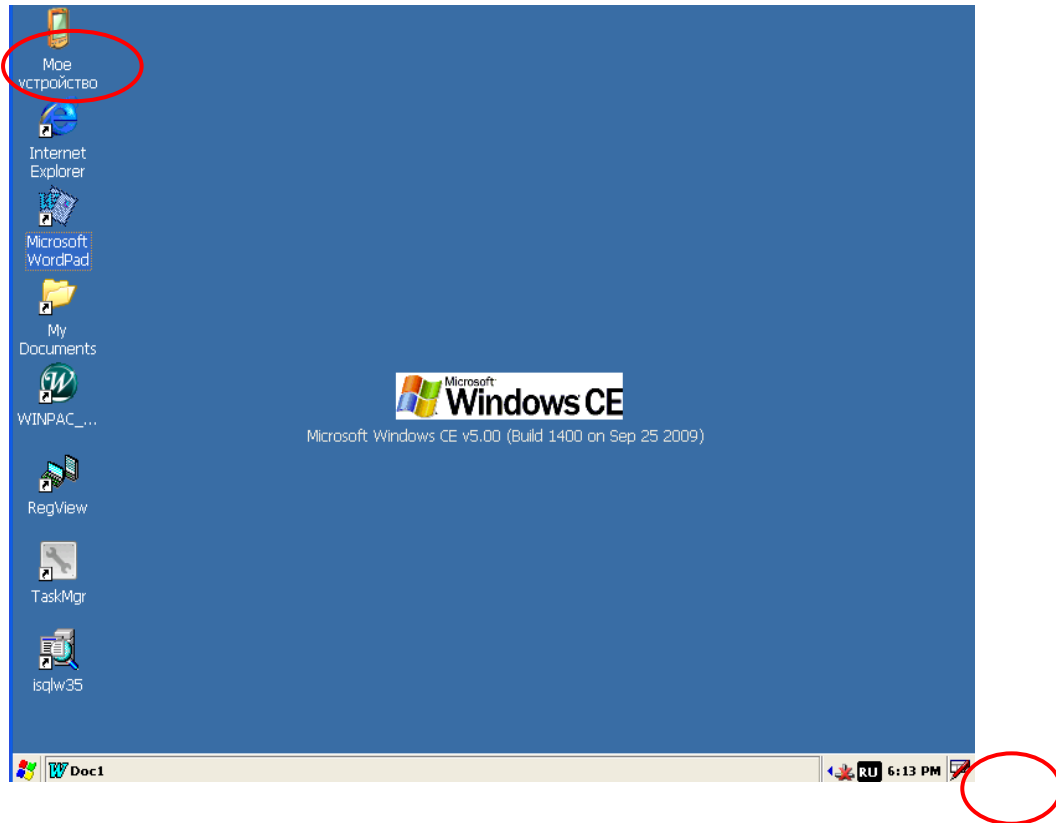 Мое
устройство
Internet
Explorer
Microsoft
WordPad
My
Documents
WINPAC_...
RegView
TaskMgr
isqlw35
Microsoft
Windows CE
Microsoft Windows CE v5.00 (Build 1400 on Sep 25 2009)
Doc1
RU 6:13 PM